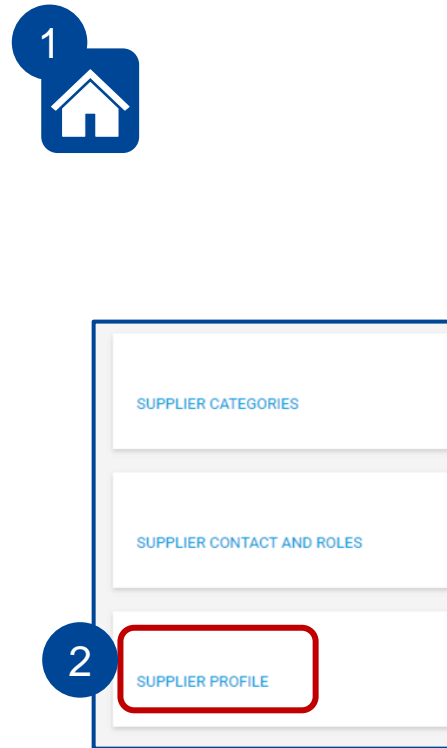 1
SUPPLIER CATEGORIES
SUPPLIER CONTACT AND ROLES
2
SUPPLIER PROFILE